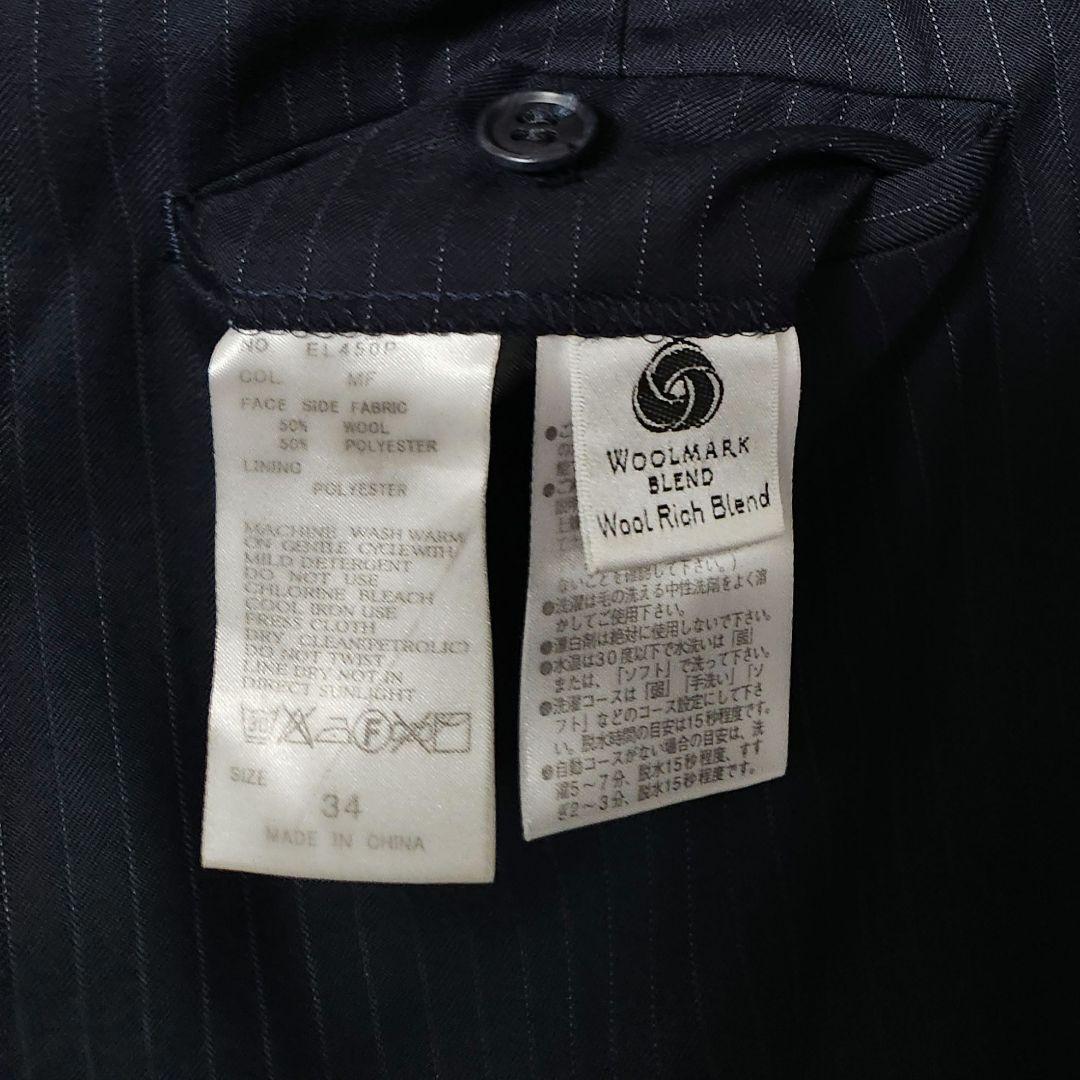 NO EL450P
COL. MF
FACE SIDE FABRIC
50% WOOL
50% POLYESTER
LINING
POLYESTER
MACHINE WASH WARM
ON GENTLE CYCLEWITH
MILD DETERGENT
DO NOT USE
CHLORINE BLEACH
COOL IRON USE
PRESS CLOTH
DRY CLEAN(PETROLIC)
DO NOT TWIST
LINE DRY NOT IN
DIRECT SUNLIGHT
SIZE
34
MADE IN CHINA
WOOLMARK
BLEND
Wool Rich Blend
ないことを確認して下さい。)
●洗濯は毛の洗える中性洗剤をよく溶
かしてご使用下さい。
●漂白剤は絶対に使用しないで下さい。
●水温は30度以下で水洗いは「弱」
または、「ソフト」で洗って下さい。
●洗濯コースは「弱」「手洗い」「ソ
フト」などのコース設定にして下さ
い。脱水時間の目安は15秒程度です。
●自動コースがない場合の目安は、洗
濯5～7分、脱水15秒程度、すす
ぎ2～3分、脱水15秒程度です。